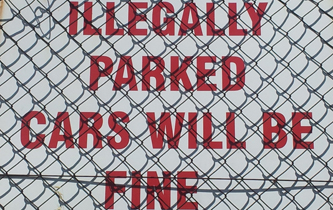 ILLEGALLY
PARKED
CARS WILL BE
FINE